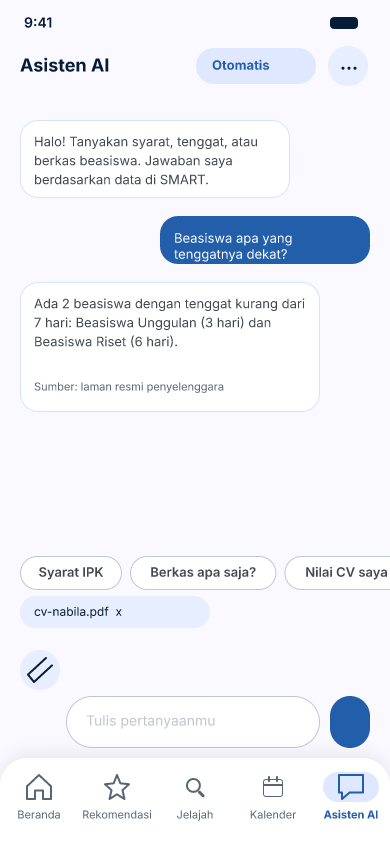 9:41
Asisten AI
Otomatis
...
Halo! Tanyakan syarat, tenggat, atau
berkas beasiswa. Jawaban saya
berdasarkan data di SMART.
Beasiswa apa yang
tenggatnya dekat?
Ada 2 beasiswa dengan tenggat kurang dari
7 hari: Beasiswa Unggulan (3 hari) dan
Beasiswa Riset (6 hari).
Sumber: laman resmi penyelenggara
Syarat IPK
Berkas apa saja?
Nilai CV saya
cv-nabila.pdf x
Tulis pertanyaanmu
Beranda
Rekomendasi
Jelajah
Kalender
Asisten AI